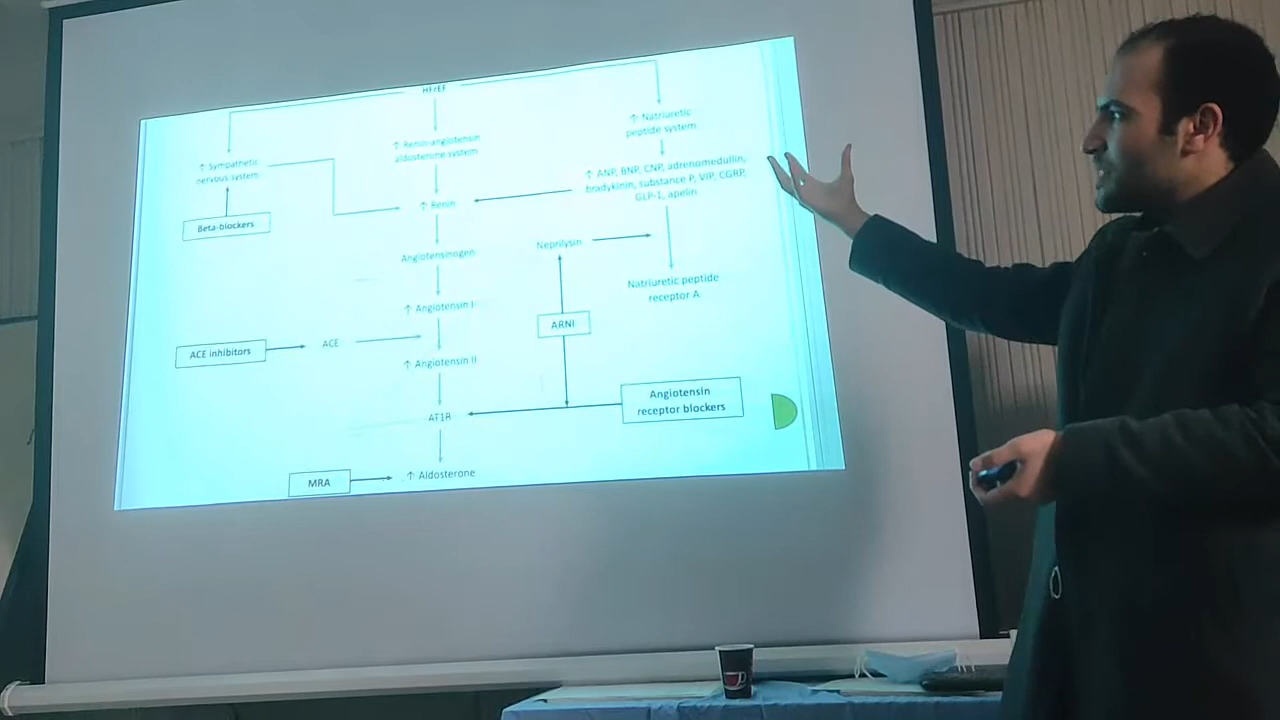 HFrEF
↑ Natriuretic
peptide system
↑ Renin-angiotensin
aldosterone system
↑ Sympathetic
nervous system
↑ ANP, BNP, CNP, adrenomedullin,
bradykinin, substance P, VIP, CGRP,
GLP-1, apelin
↑ Renin
Beta-blockers
Neprilysin
Angiotensinogen
Natriuretic peptide
receptor A
↑ Angiotensin I
ARNI
ACE inhibitors
ACE
↑ Angiotensin II
Angiotensin
receptor blockers
AT1R
MRA
↑ Aldosterone